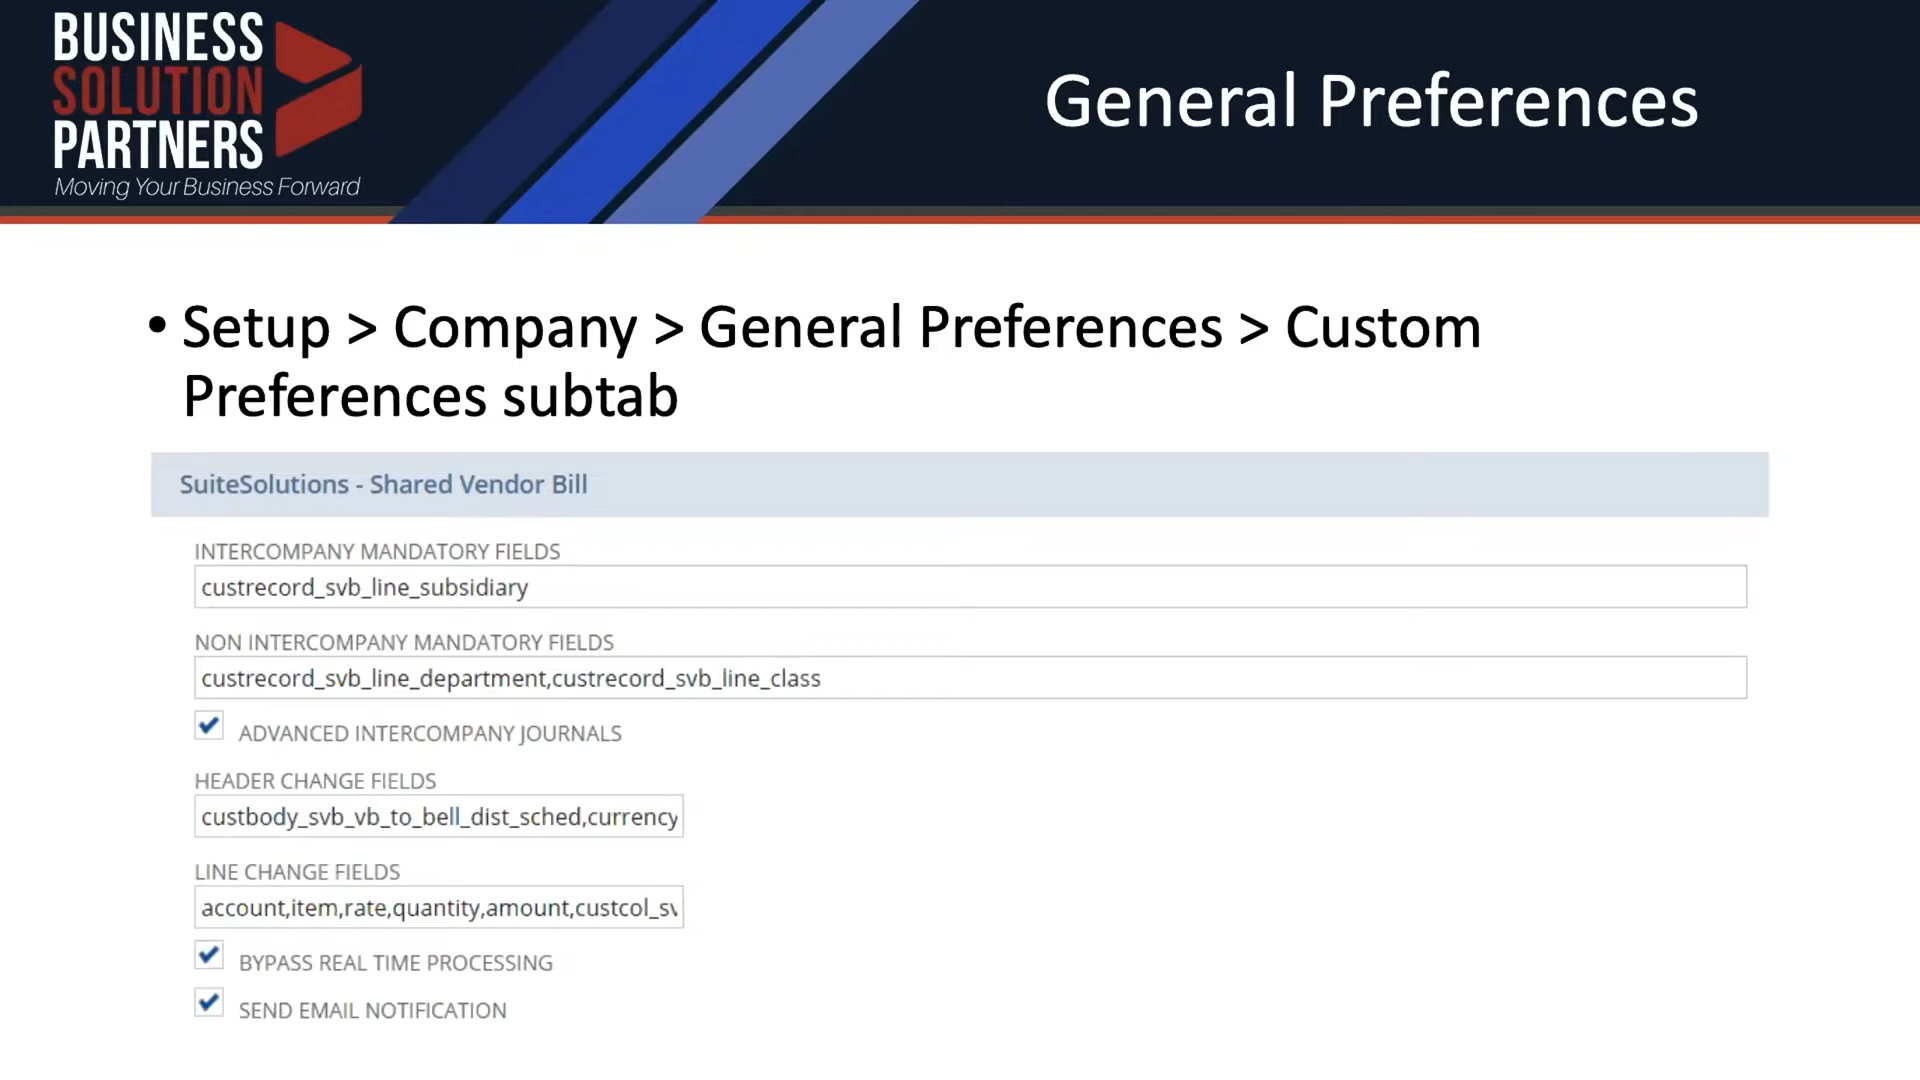 BUSINESS
SOLUTION
PARTNERS
Moving Your Business Forward
General Preferences
• Setup > Company > General Preferences > Custom
Preferences subtab
SuiteSolutions - Shared Vendor Bill
INTERCOMPANY MANDATORY FIELDS
custrecord_svb_line_subsidiary
NON INTERCOMPANY MANDATORY FIELDS
custrecord_svb_line_department,custrecord_svb_line_class
ADVANCED INTERCOMPANY JOURNALS
HEADER CHANGE FIELDS
custbody_svb_vb_to_bell_dist_sched,currency
LINE CHANGE FIELDS
account,item,rate,quantity,amount,custcol_sv
BYPASS REAL TIME PROCESSING
SEND EMAIL NOTIFICATION